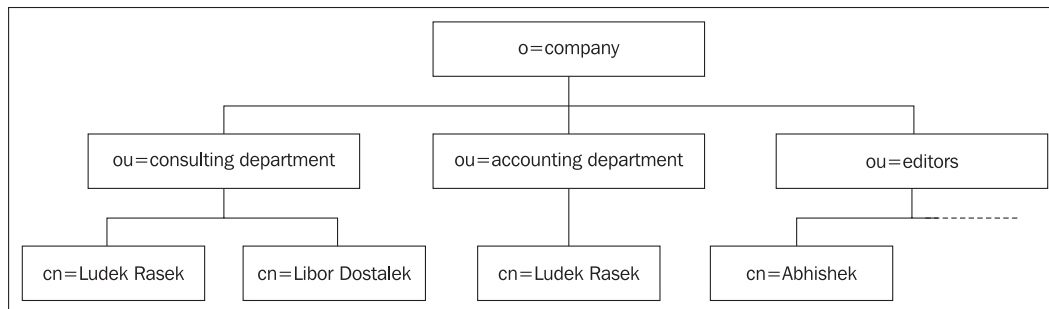 o=company
ou=consulting department
ou=accounting department
ou=editors
cn=Ludek Rasek
cn=Libor Dostalek
cn=Ludek Rasek
cn=Abhishek